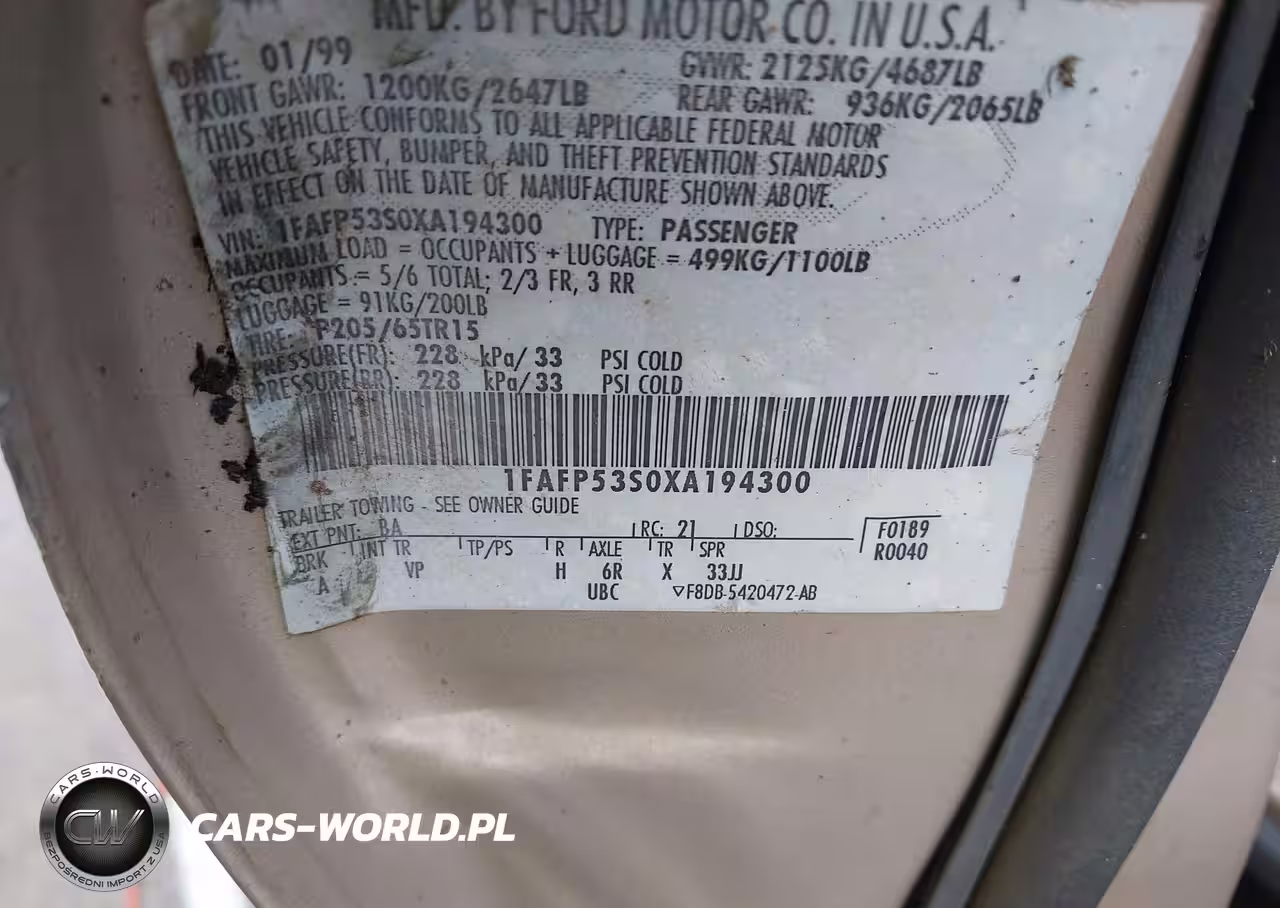 MFD. BY FORD MOTOR CO. IN U.S.A.
DATE: 01/99 GVWR: 2125KG/4687LB
FRONT GAWR: 1200KG/2647LB REAR GAWR: 936KG/2065LB
THIS VEHICLE CONFORMS TO ALL APPLICABLE FEDERAL MOTOR
VEHICLE SAFETY, BUMPER, AND THEFT PREVENTION STANDARDS
IN EFFECT ON THE DATE OF MANUFACTURE SHOWN ABOVE.
VIN: 1FAFP53S0XA194300 TYPE: PASSENGER
MAXIMUM LOAD = OCCUPANTS + LUGGAGE = 499KG/1100LB
OCCUPANTS = 5/6 TOTAL; 2/3 FR, 3 RR
LUGGAGE = 91KG/200LB
TIRE: P205/65TR15
PRESSURE(FR): 228 kPa/33 PSI COLD
PRESSURE(RR): 228 kPa/33 PSI COLD
1FAFP53S0XA194300
TRAILER TOWING - SEE OWNER GUIDE
EXT PNT: BA RC: 21 DSO: F0189
BRK INT TR TP/PS R AXLE TR SPR R0040
A VP H 6R X 33JJ
UBC ▽F8DB-5420472-AB
CARS-WORLD
CW
BEZPOŚREDNI IMPORT Z USA
CARS-WORLD.PL